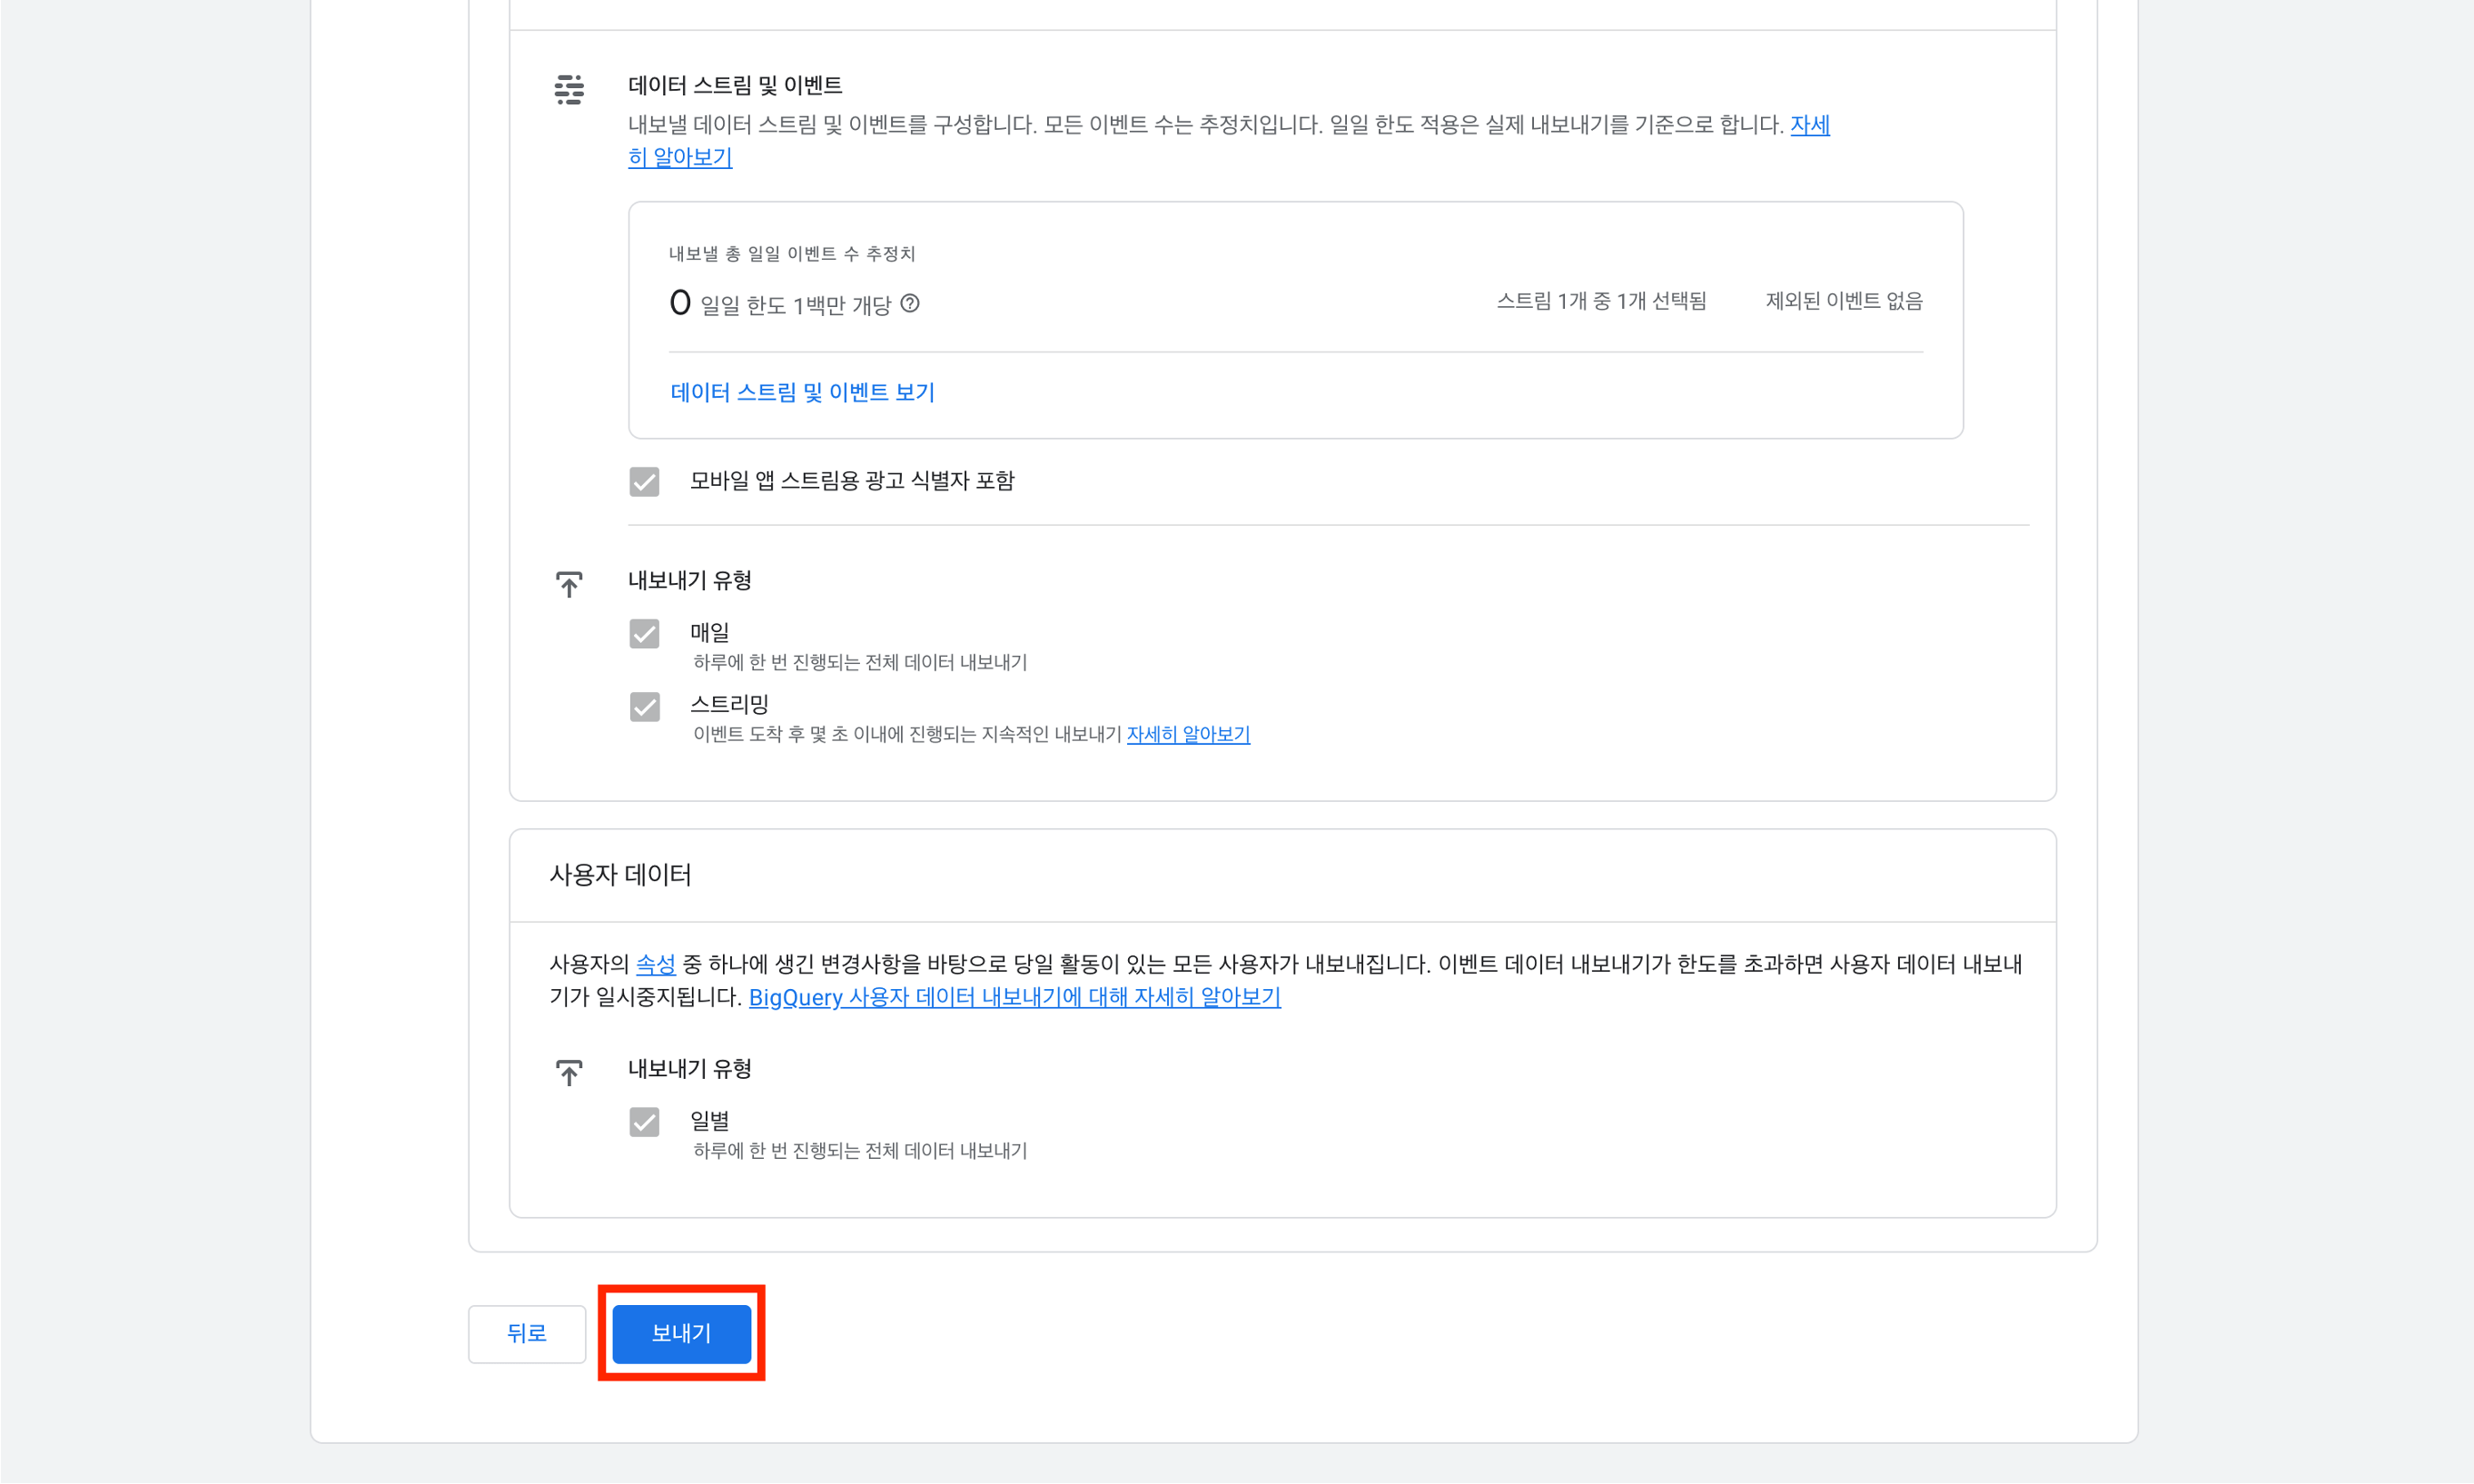 데이터 스트림 및 이벤트
내보낼 데이터 스트림 및 이벤트를 구성합니다. 모든 이벤트 수는 추정치입니다. 일일 한도 적용은 실제 내보내기를 기준으로 합니다. 자세
히 알아보기
내보낼 총 일일 이벤트 수 추정치
0 일일 한도 1백만 개당
스트림 1개 중 1개 선택됨
제외된 이벤트 없음
데이터 스트림 및 이벤트 보기
모바일 앱 스트림용 광고 식별자 포함
내보내기 유형
매일
하루에 한 번 진행되는 전체 데이터 내보내기
스트리밍
이벤트 도착 후 몇 초 이내에 진행되는 지속적인 내보내기 자세히 알아보기
사용자 데이터
사용자의 속성 중 하나에 생긴 변경사항을 바탕으로 당일 활동이 있는 모든 사용자가 내보내집니다. 이벤트 데이터 내보내기가 한도를 초과하면 사용자 데이터 내보내
기가 일시중지됩니다. BigQuery 사용자 데이터 내보내기에 대해 자세히 알아보기
내보내기 유형
일별
하루에 한 번 진행되는 전체 데이터 내보내기
뒤로
보내기